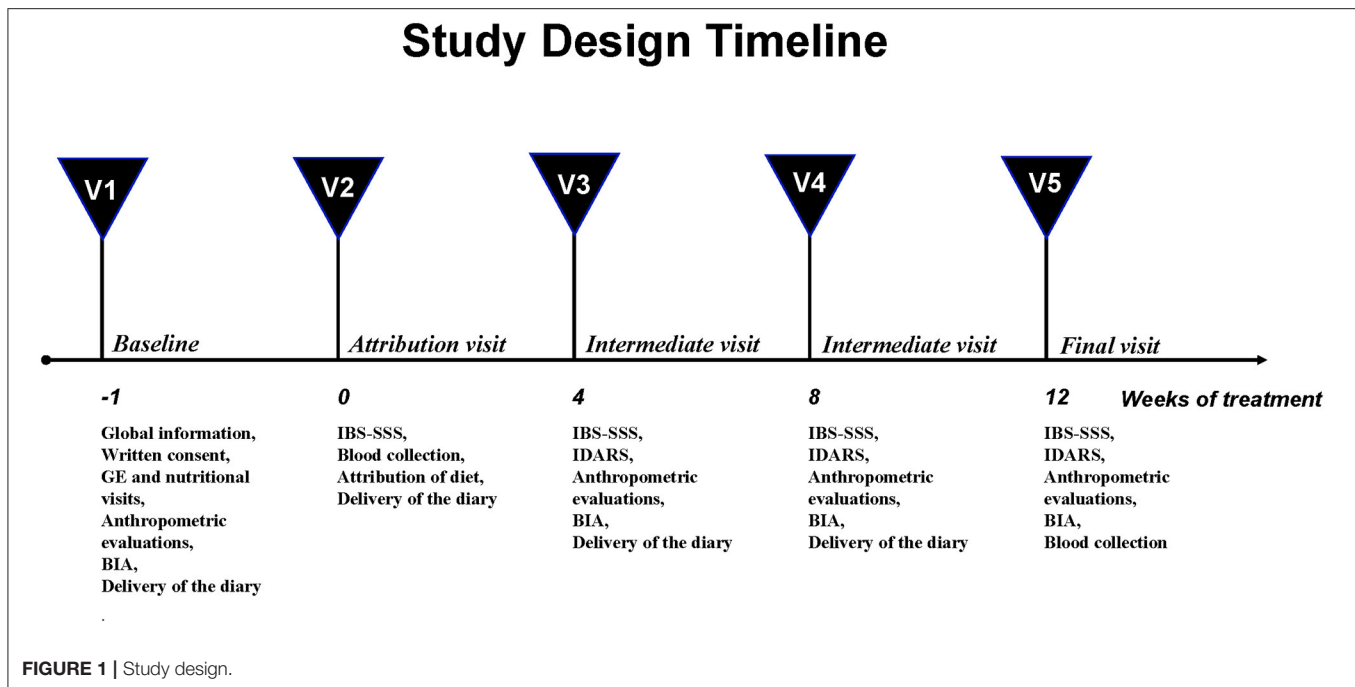 Study Design Timeline
V1
V2
V3
V4
V5
Baseline
Attribution visit
Intermediate visit
Intermediate visit
Final visit
-1
0
4
8
12
Weeks of treatment
Global information,
Written consent,
GE and nutritional
visits,
Anthropometric
evaluations,
BIA,
Delivery of the diary
.
IBS-SSS,
Blood collection,
Attribution of diet,
Delivery of the diary
IBS-SSS,
IDARS,
Anthropometric
evaluations,
BIA,
Delivery of the diary
IBS-SSS,
IDARS,
Anthropometric
evaluations,
BIA,
Delivery of the diary
IBS-SSS,
IDARS,
Anthropometric
evaluations,
BIA,
Blood collection
FIGURE 1 | Study design.